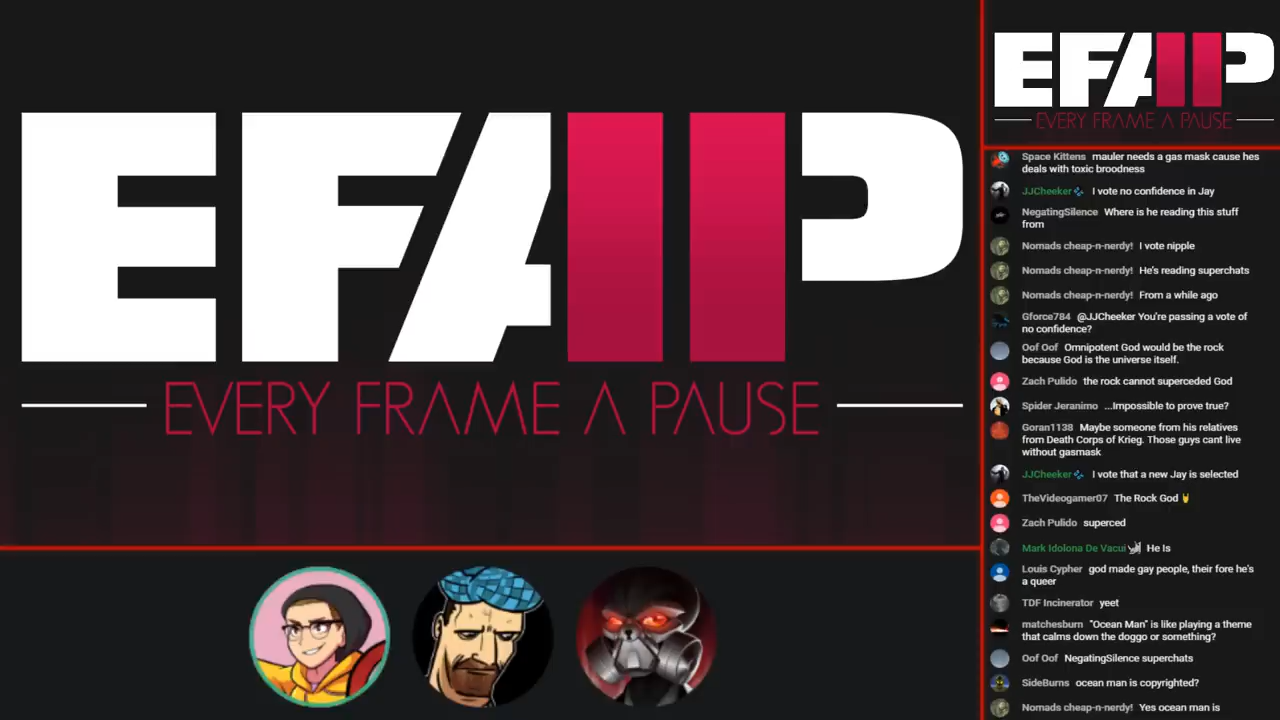 EFAP
EVERY FRAME A PAUSE
EFAP
EVERY FRAME A PAUSE
Space Kittens mauler needs a gas mask cause hes
deals with toxic broodness
JJCheeker I vote no confidence in Jay
NegatingSilence Where is he reading this stuff
from
Nomads cheap-n-nerdy! I vote nipple
Nomads cheap-n-nerdy! He's reading superchats
Nomads cheap-n-nerdy! From a while ago
Gforce784 @JJCheeker You're passing a vote of
no confidence?
Oof Oof Omnipotent God would be the rock
because God is the universe itself.
Zach Pulido the rock cannot superceded God
Spider Jeranimo ...Impossible to prove true?
Goran1138 Maybe someone from his relatives
from Death Corps of Krieg. Those guys cant live
without gasmask
JJCheeker I vote that a new Jay is selected
TheVideogamer07 The Rock God 🤘
Zach Pulido superced
Mark Idolona De Vacui He Is
Louis Cypher god made gay people, their fore he's
a queer
TDF Incinerator yeet
matchesburn "Ocean Man" is like playing a theme
that calms down the doggo or something?
Oof Oof NegatingSilence superchats
SideBurns ocean man is copyrighted?
Nomads cheap-n-nerdy! Yes ocean man is